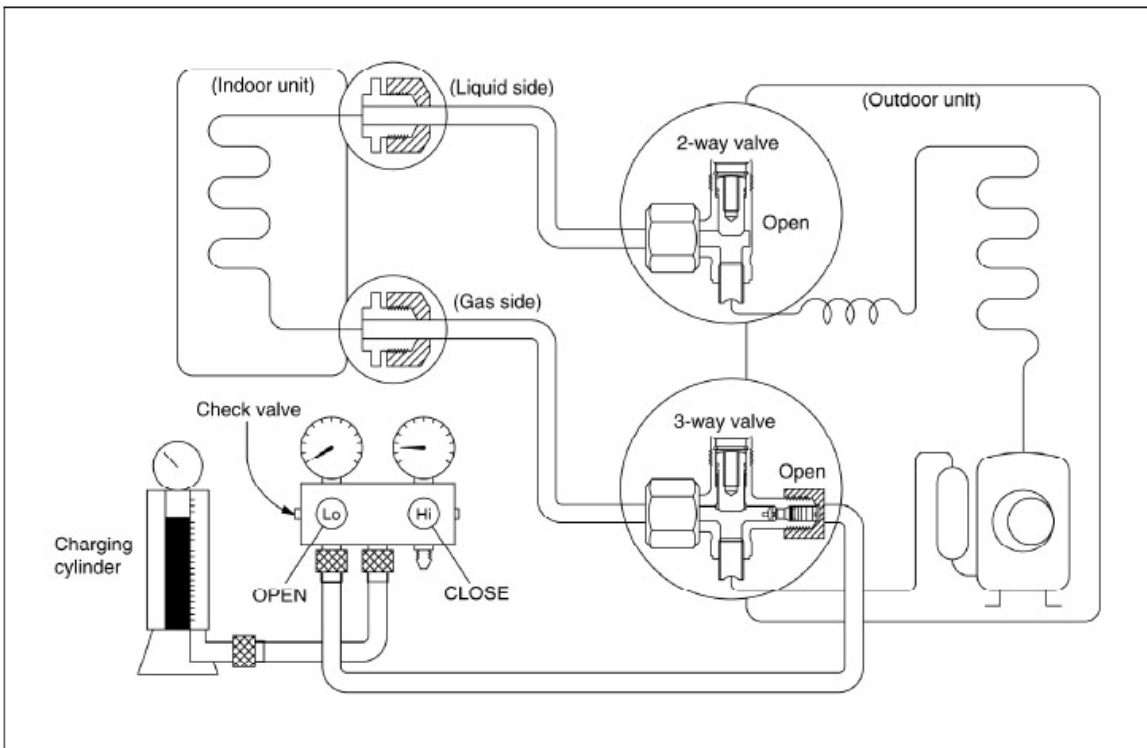 (Indoor unit)
(Liquid side)
(Outdoor unit)
2-way valve
Open
(Gas side)
Check valve
3-way valve
Open
Lo
Hi
Charging
cylinder
OPEN
CLOSE